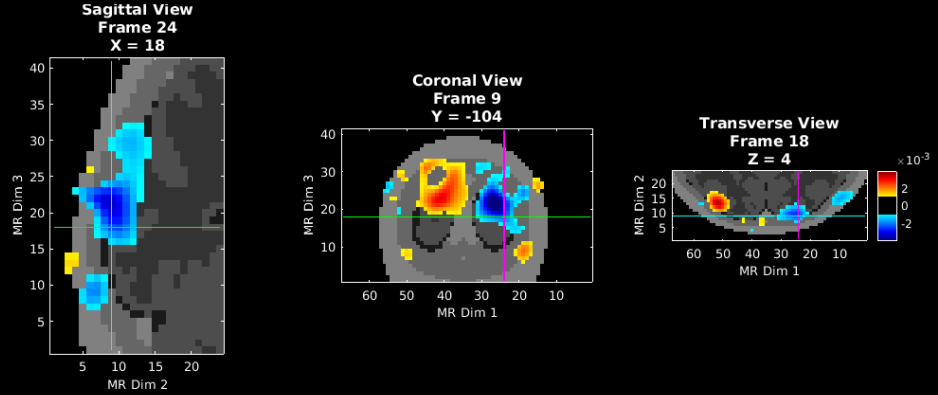 Sagittal View
Frame 24
X = 18
40
35
30
25
20
15
10
5
MR Dim 3
5 10 15 20
MR Dim 2
Coronal View
Frame 9
Y = -104
40
30
20
10
MR Dim 3
60 50 40 30 20 10
MR Dim 1
Transverse View
Frame 18
Z = 4
×10⁻³
20
15
10
5
MR Dim 2
60 50 40 30 20 10
MR Dim 1
2
1
0
-1
-2